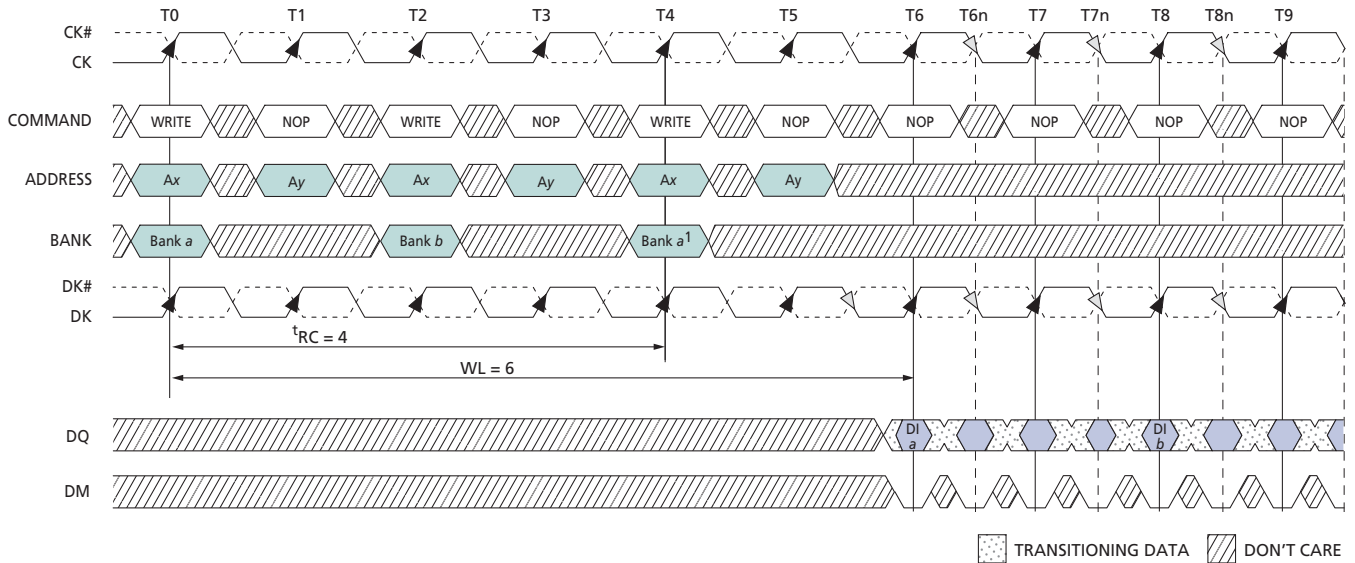 T0 T1 T2 T3 T4 T5 T6 T6n T7 T7n T8 T8n T9
CK#
CK
COMMAND WRITE NOP WRITE NOP WRITE NOP NOP NOP NOP NOP
ADDRESS Ax Ay Ax Ay Ax Ay
BANK Bank a Bank b Bank a1
DK#
DK
tRC = 4
WL = 6
DQ DI a DI b
DM
TRANSITIONING DATA DON'T CARE